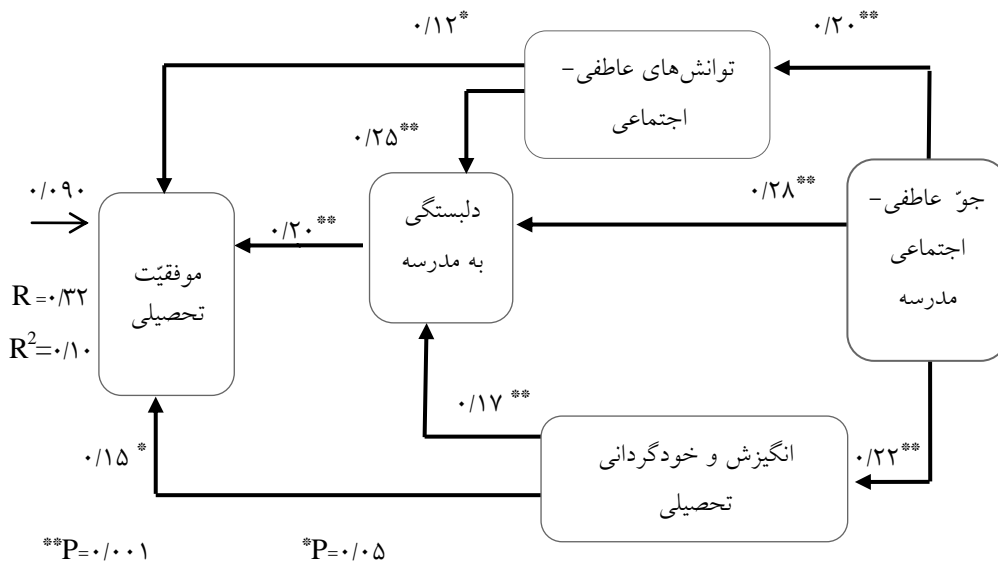 ۰/۱۲*
۰/۲۰**
توانش‌های عاطفی-
اجتماعی
۰/۲۵**
جوّ عاطفی-
اجتماعی
مدرسه
۰/۲۸**
دلبستگی
به مدرسه
۰/۰۹۰
۰/۲۰**
موفقیّت
تحصیلی
R =۰/۳۲
R²=۰/۱۰
۰/۱۷ **
انگیزش و خودگردانی
تحصیلی
۰/۲۲**
۰/۱۵ *
**P=۰/۰۰۱
*P=۰/۰۵